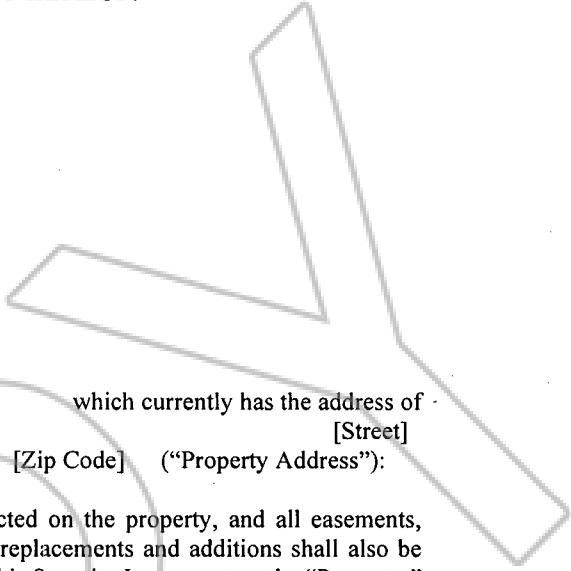 which currently has the address of
[Street]
[Zip Code] ("Property Address"):
cted on the property, and all easements,
replacements and additions shall also be